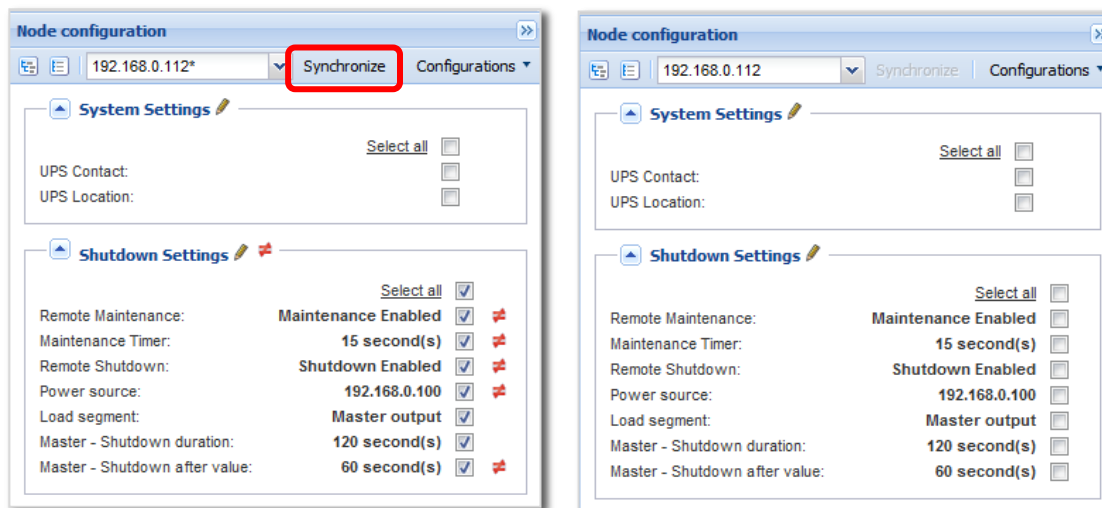 Node configuration
192.168.0.112* Synchronize Configurations
System Settings
Select all
UPS Contact:
UPS Location:
Shutdown Settings
Select all
Remote Maintenance: Maintenance Enabled
Maintenance Timer: 15 second(s)
Remote Shutdown: Shutdown Enabled
Power source: 192.168.0.100
Load segment: Master output
Master - Shutdown duration: 120 second(s)
Master - Shutdown after value: 60 second(s)
Node configuration
192.168.0.112 Synchronize Configurations
System Settings
Select all
UPS Contact:
UPS Location:
Shutdown Settings
Select all
Remote Maintenance: Maintenance Enabled
Maintenance Timer: 15 second(s)
Remote Shutdown: Shutdown Enabled
Power source: 192.168.0.100
Load segment: Master output
Master - Shutdown duration: 120 second(s)
Master - Shutdown after value: 60 second(s)